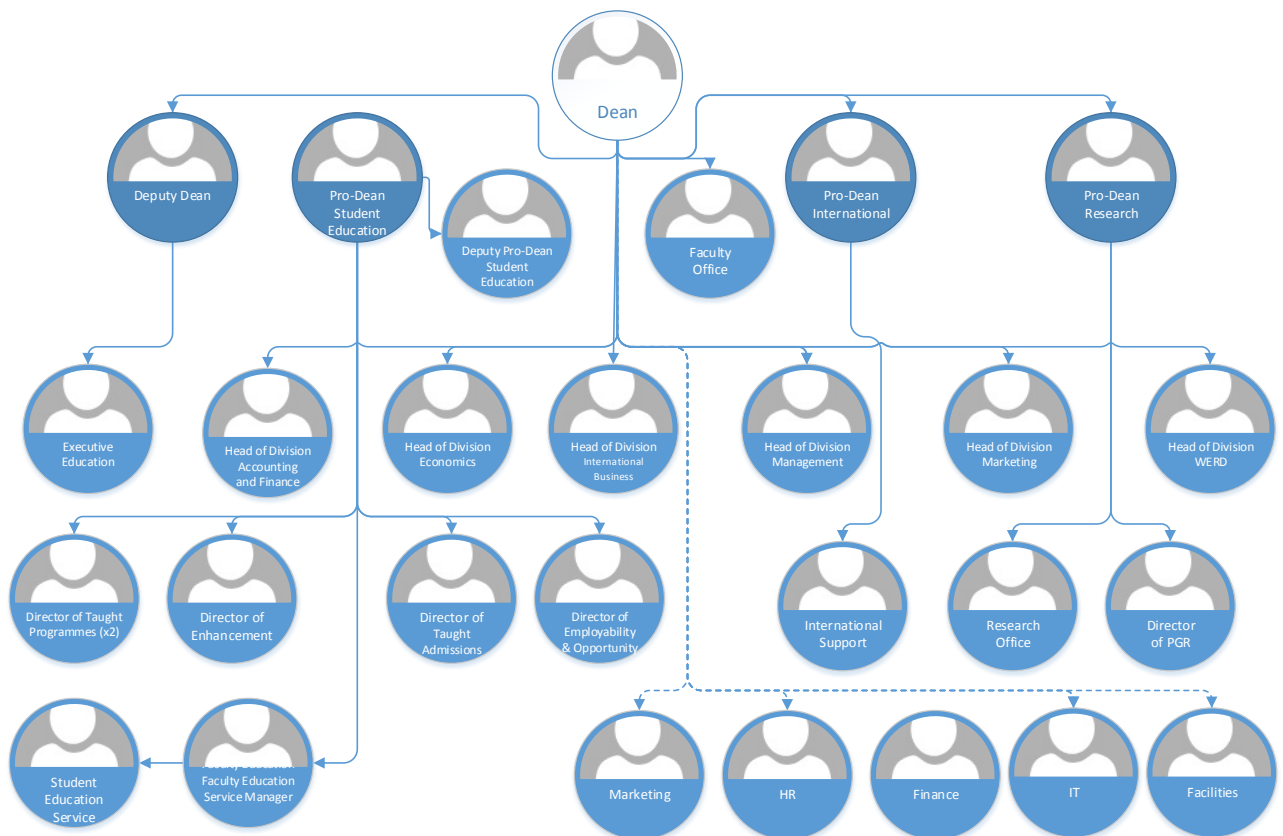 Dean
Deputy Dean
Pro-Dean
Student
Education
Deputy Pro-Dean
Student
Education
Faculty
Office
Pro-Dean
International
Pro-Dean
Research
Executive
Education
Head of Division
Accounting
and Finance
Head of Division
Economics
Head of Division
International
Business
Head of Division
Management
Head of Division
Marketing
Head of Division
WERD
Director of Taught
Programmes (x2)
Director of
Enhancement
Director of
Taught
Admissions
Director of
Employability
& Opportunity
International
Support
Research
Office
Director
of PGR
Student
Education
Service
Faculty Education
Faculty Education
Service Manager
Marketing
HR
Finance
IT
Facilities